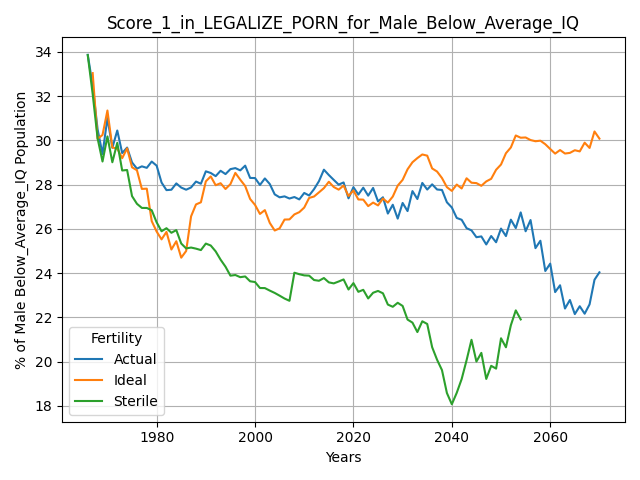 Score_1_in_LEGALIZE_PORN_for_Male_Below_Average_IQ
% of Male Below_Average_IQ Population
34
32
30
28
26
24
22
20
18
Fertility
Actual
Ideal
Sterile
1980 2000 2020 2040 2060
Years